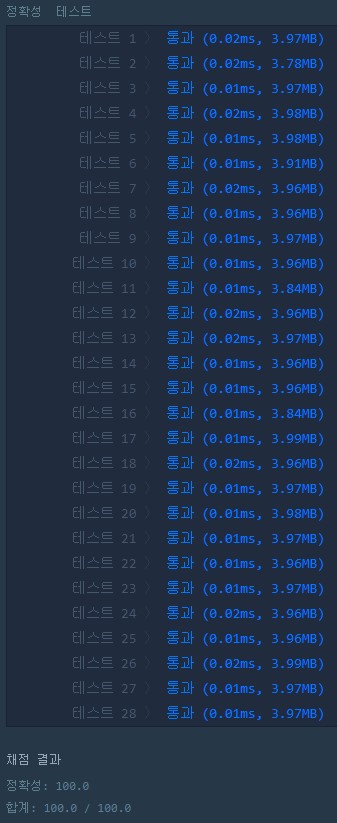 정확성  테스트
테스트 1 〉 통과 (0.02ms, 3.97MB)
테스트 2 〉 통과 (0.02ms, 3.78MB)
테스트 3 〉 통과 (0.01ms, 3.97MB)
테스트 4 〉 통과 (0.02ms, 3.98MB)
테스트 5 〉 통과 (0.01ms, 3.98MB)
테스트 6 〉 통과 (0.01ms, 3.91MB)
테스트 7 〉 통과 (0.02ms, 3.96MB)
테스트 8 〉 통과 (0.01ms, 3.96MB)
테스트 9 〉 통과 (0.01ms, 3.97MB)
테스트 10 〉 통과 (0.01ms, 3.96MB)
테스트 11 〉 통과 (0.01ms, 3.84MB)
테스트 12 〉 통과 (0.02ms, 3.96MB)
테스트 13 〉 통과 (0.02ms, 3.97MB)
테스트 14 〉 통과 (0.01ms, 3.96MB)
테스트 15 〉 통과 (0.01ms, 3.96MB)
테스트 16 〉 통과 (0.01ms, 3.84MB)
테스트 17 〉 통과 (0.01ms, 3.99MB)
테스트 18 〉 통과 (0.02ms, 3.96MB)
테스트 19 〉 통과 (0.01ms, 3.97MB)
테스트 20 〉 통과 (0.01ms, 3.98MB)
테스트 21 〉 통과 (0.01ms, 3.97MB)
테스트 22 〉 통과 (0.01ms, 3.96MB)
테스트 23 〉 통과 (0.01ms, 3.97MB)
테스트 24 〉 통과 (0.02ms, 3.96MB)
테스트 25 〉 통과 (0.01ms, 3.96MB)
테스트 26 〉 통과 (0.02ms, 3.99MB)
테스트 27 〉 통과 (0.01ms, 3.97MB)
테스트 28 〉 통과 (0.01ms, 3.97MB)
채점 결과
정확성: 100.0
합계: 100.0 / 100.0